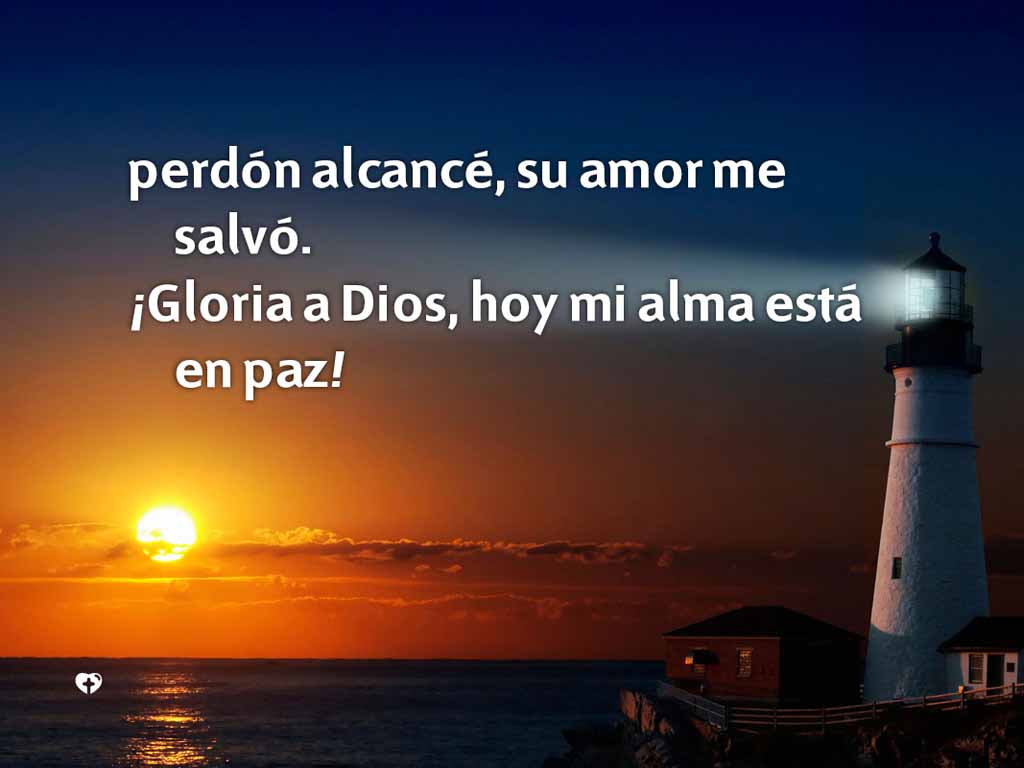 perdón alcancé, su amor me
salvó.
¡Gloria a Dios, hoy mi alma está
en paz!